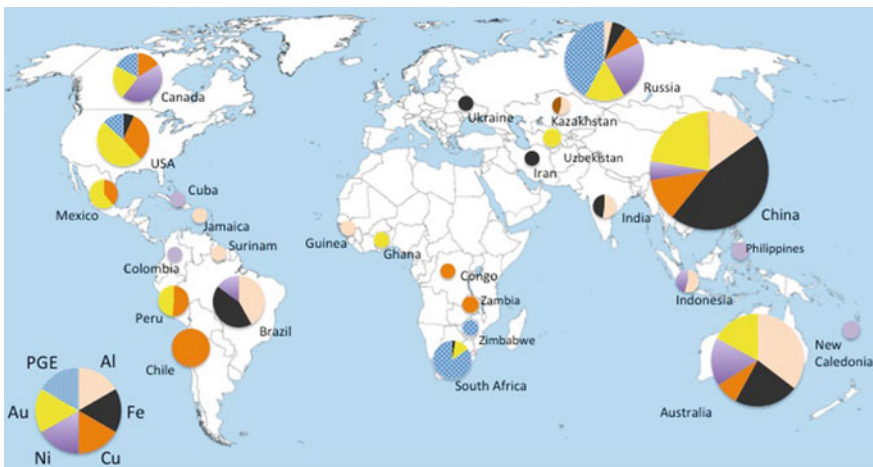 Canada
Russia
USA
Ukraine
Kazakhstan
Uzbekistan
Iran
Mexico
Cuba
Jamaica
Surinam
Guinea
Ghana
India
China
Colombia
Philippines
Congo
Indonesia
Peru
Brazil
Zambia
Zimbabwe
New
Caledonia
Chile
South Africa
Australia
PGE
Al
Au
Fe
Ni
Cu